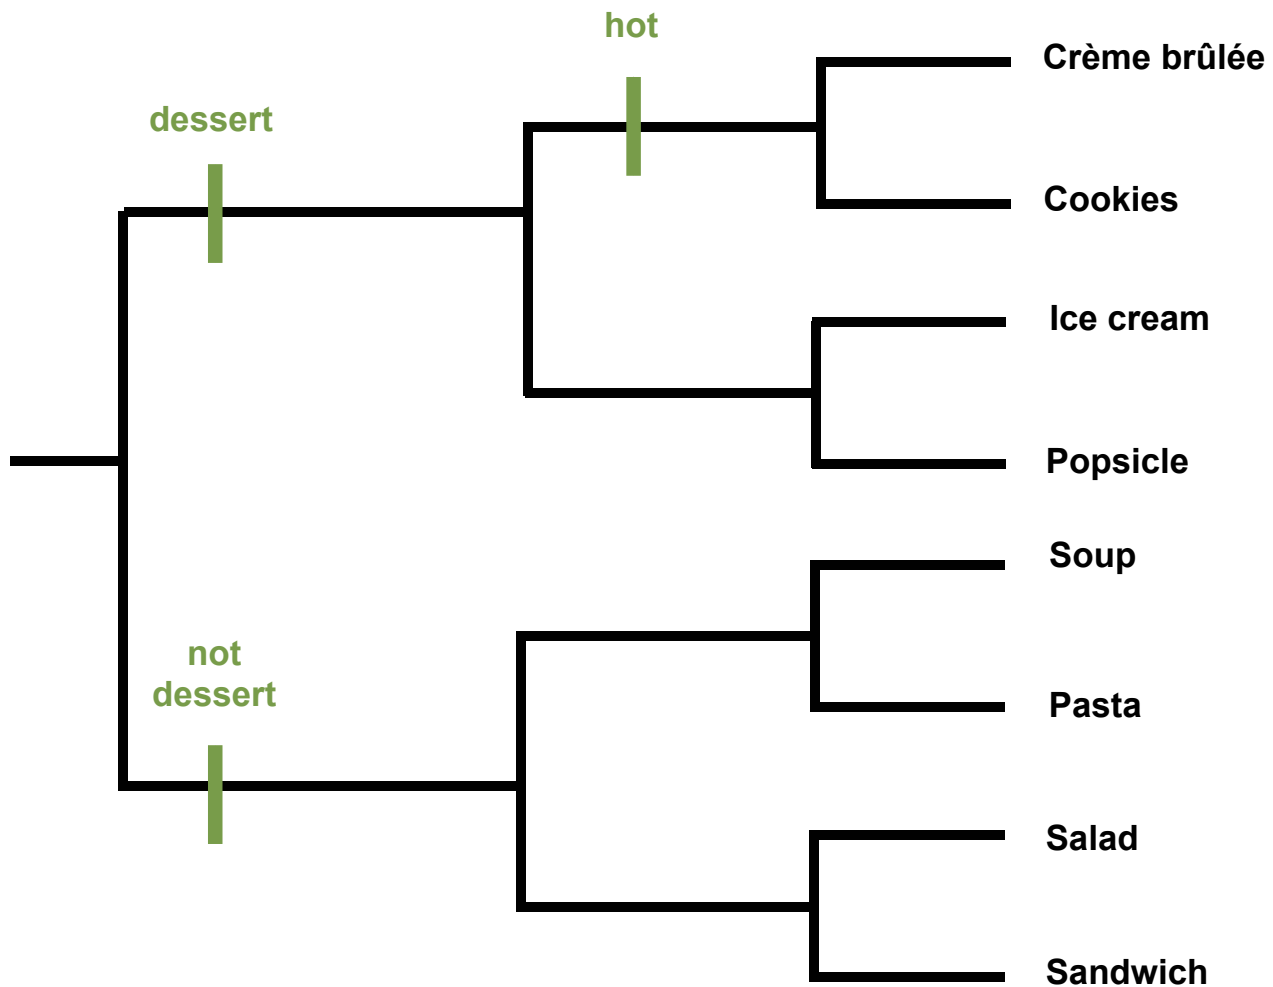 hot
Crème brûlée
dessert
Cookies
Ice cream
Popsicle
Soup
not
dessert
Pasta
Salad
Sandwich